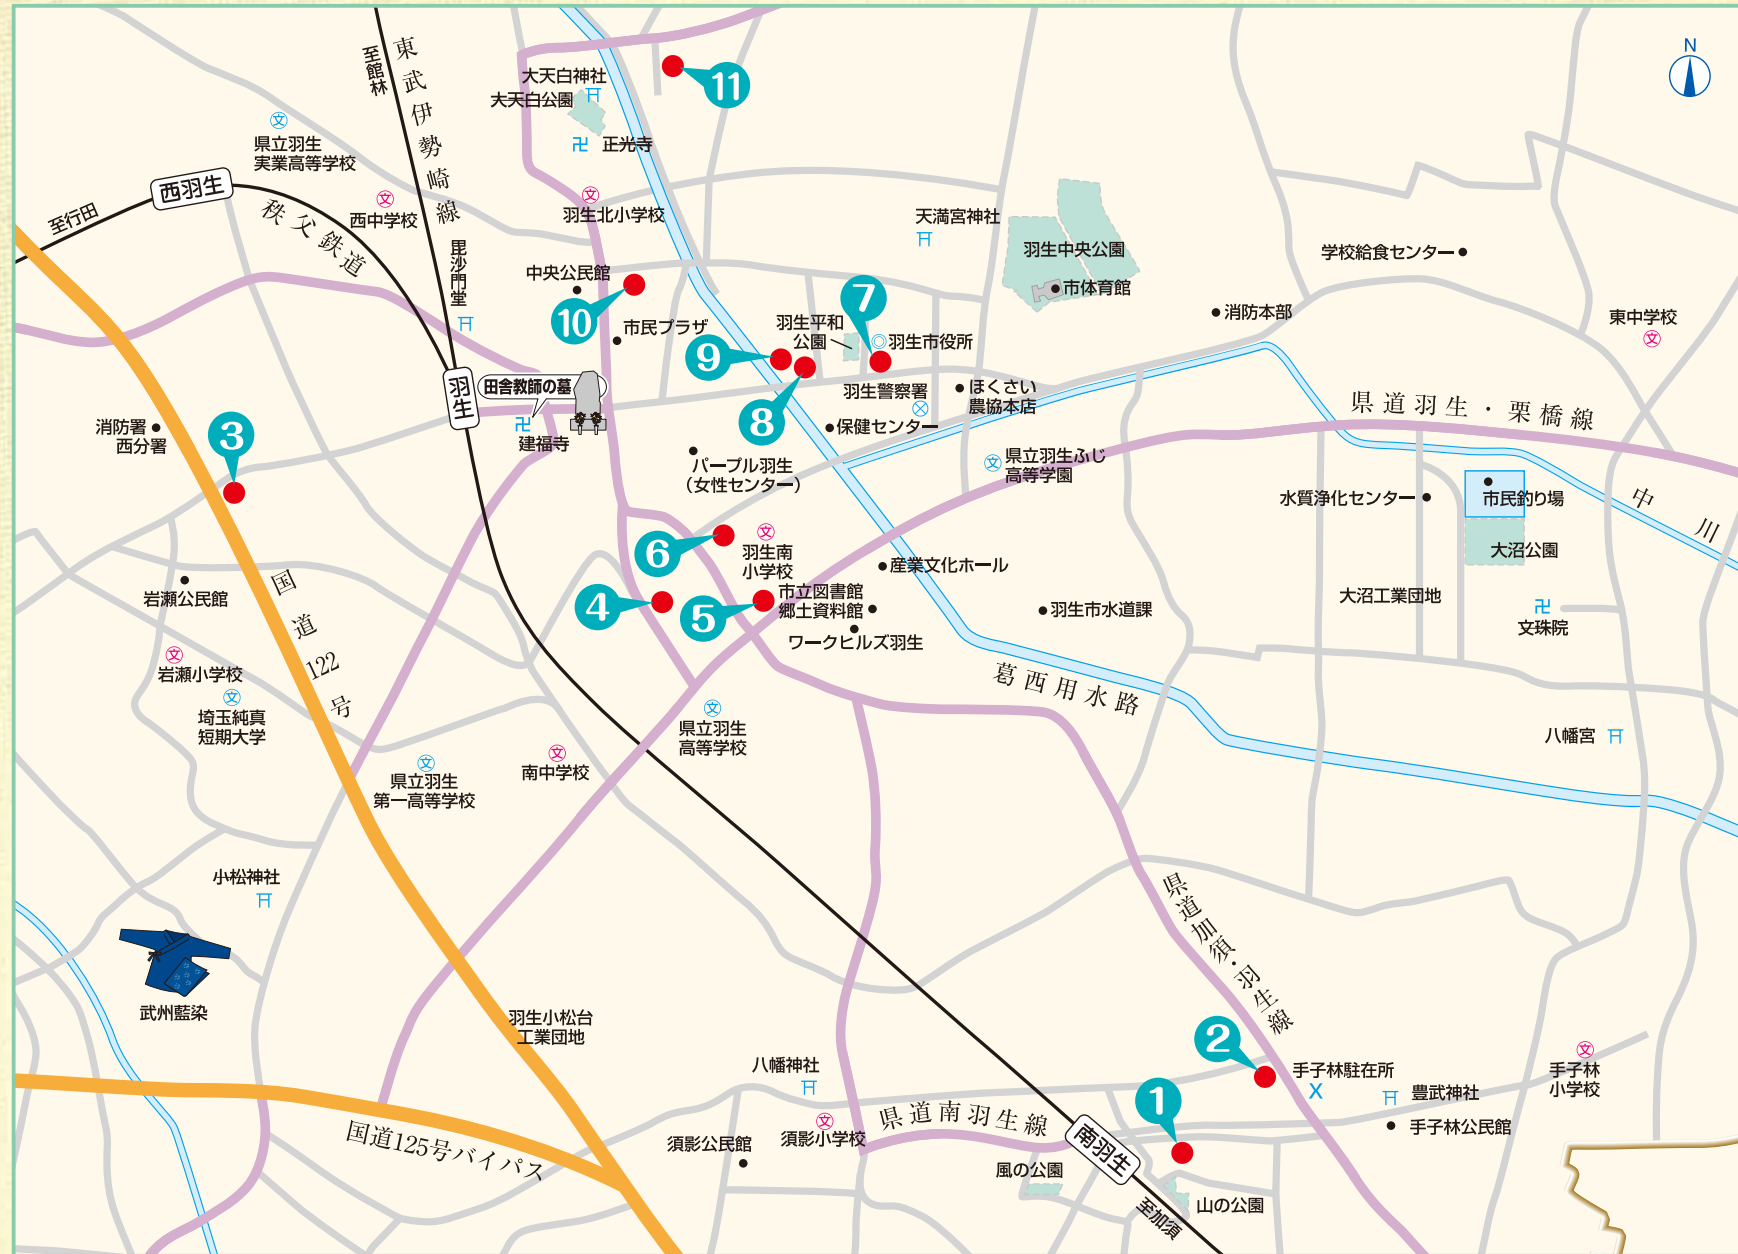 東武伊勢崎線
至館林
N
大天白神社
大天白公園
11
文
県立羽生
実業高等学校
正光寺
西羽生
至行田
秩父鉄道
文
西中学校
文
羽生北小学校
毘沙門堂
天満宮神社
羽生中央公園
市体育館
学校給食センター
消防本部
東中学校
文
中央公民館
10
市民プラザ
7
羽生平和
公園
羽生市役所
9
8
羽生警察署
ほくさい
農協本店
保健センター
羽生
田舎教師の墓
建福寺
消防署
西分署
3
パープル羽生
(女性センター)
文
県立羽生ふじ
高等学園
県道羽生・栗橋線
水質浄化センター
市民釣り場
中川
大沼公園
大沼工業団地
文珠院
6
文
羽生南
小学校
産業文化ホール
4
5
市立図書館
郷土資料館
ワークヒルズ羽生
羽生市水道課
岩瀬公民館
国道122号
文
岩瀬小学校
文
埼玉純真
短期大学
葛西用水路
文
県立羽生
高等学校
八幡宮
文
県立羽生
第一高等学校
文
南中学校
小松神社
武州藍染
県道加須・羽生線
羽生小松台
工業団地
2
手子林駐在所
X
豊武神社
文
手子林
小学校
手子林公民館
八幡神社
1
県道南羽生線
文
須影小学校
須影公民館
国道125号バイパス
南羽生
風の公園
山の公園
至加須